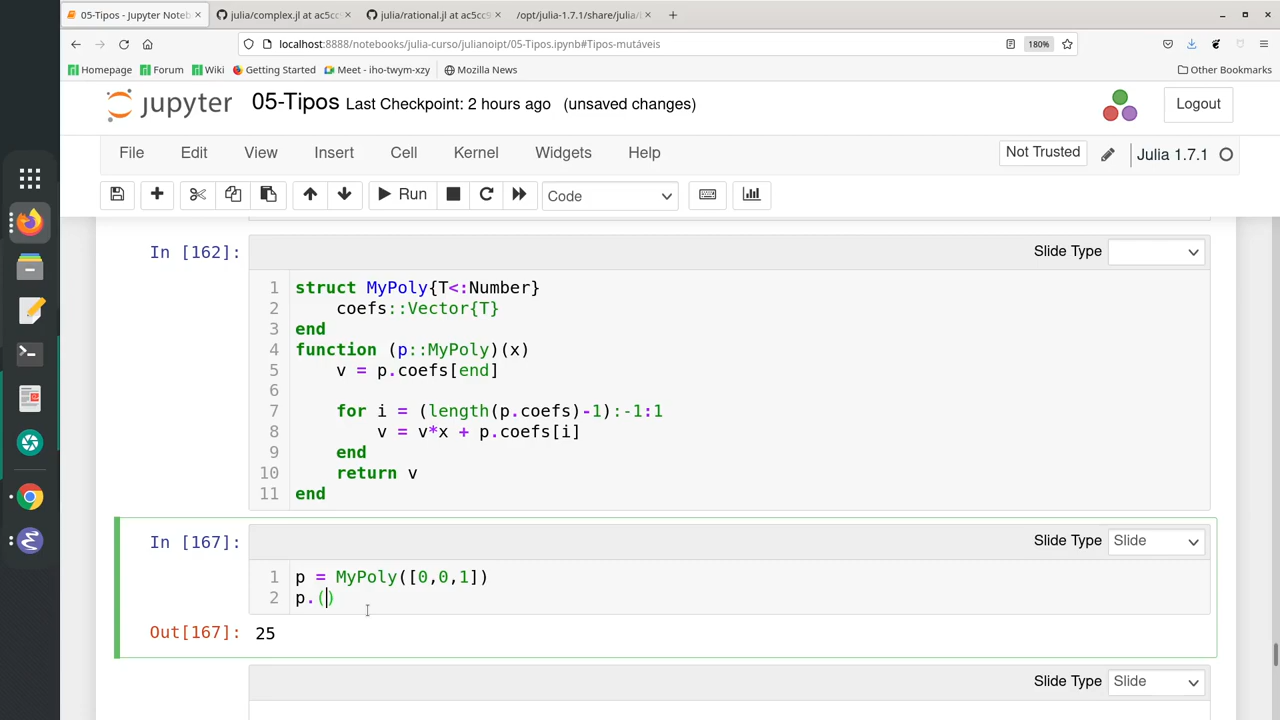 05-Tipos - Jupyter Noteb
julia/complex.jl at ac5cc
julia/rational.jl at ac5cc9
/opt/julia-1.7.1/share/julia/
localhost:8888/notebooks/julia-curso/julianoipt/05-Tipos.ipynb#Tipos-mutáveis
180%
Homepage
Forum
Wiki
Getting Started
Meet - iho-twym-xzy
Mozilla News
Other Bookmarks
jupyter
05-Tipos Last Checkpoint: 2 hours ago (unsaved changes)
Logout
File Edit View Insert Cell Kernel Widgets Help
Not Trusted
Julia 1.7.1
Run
Code
In [162]:
Slide Type
1 struct MyPoly{T<:Number}
2     coefs::Vector{T}
3 end
4 function (p::MyPoly)(x)
5     v = p.coefs[end]
6
7     for i = (length(p.coefs)-1):-1:1
8         v = v*x + p.coefs[i]
9     end
10     return v
11 end
In [167]:
Slide Type Slide
1 p = MyPoly([0,0,1])
2 p.()
Out[167]: 25
Slide Type Slide